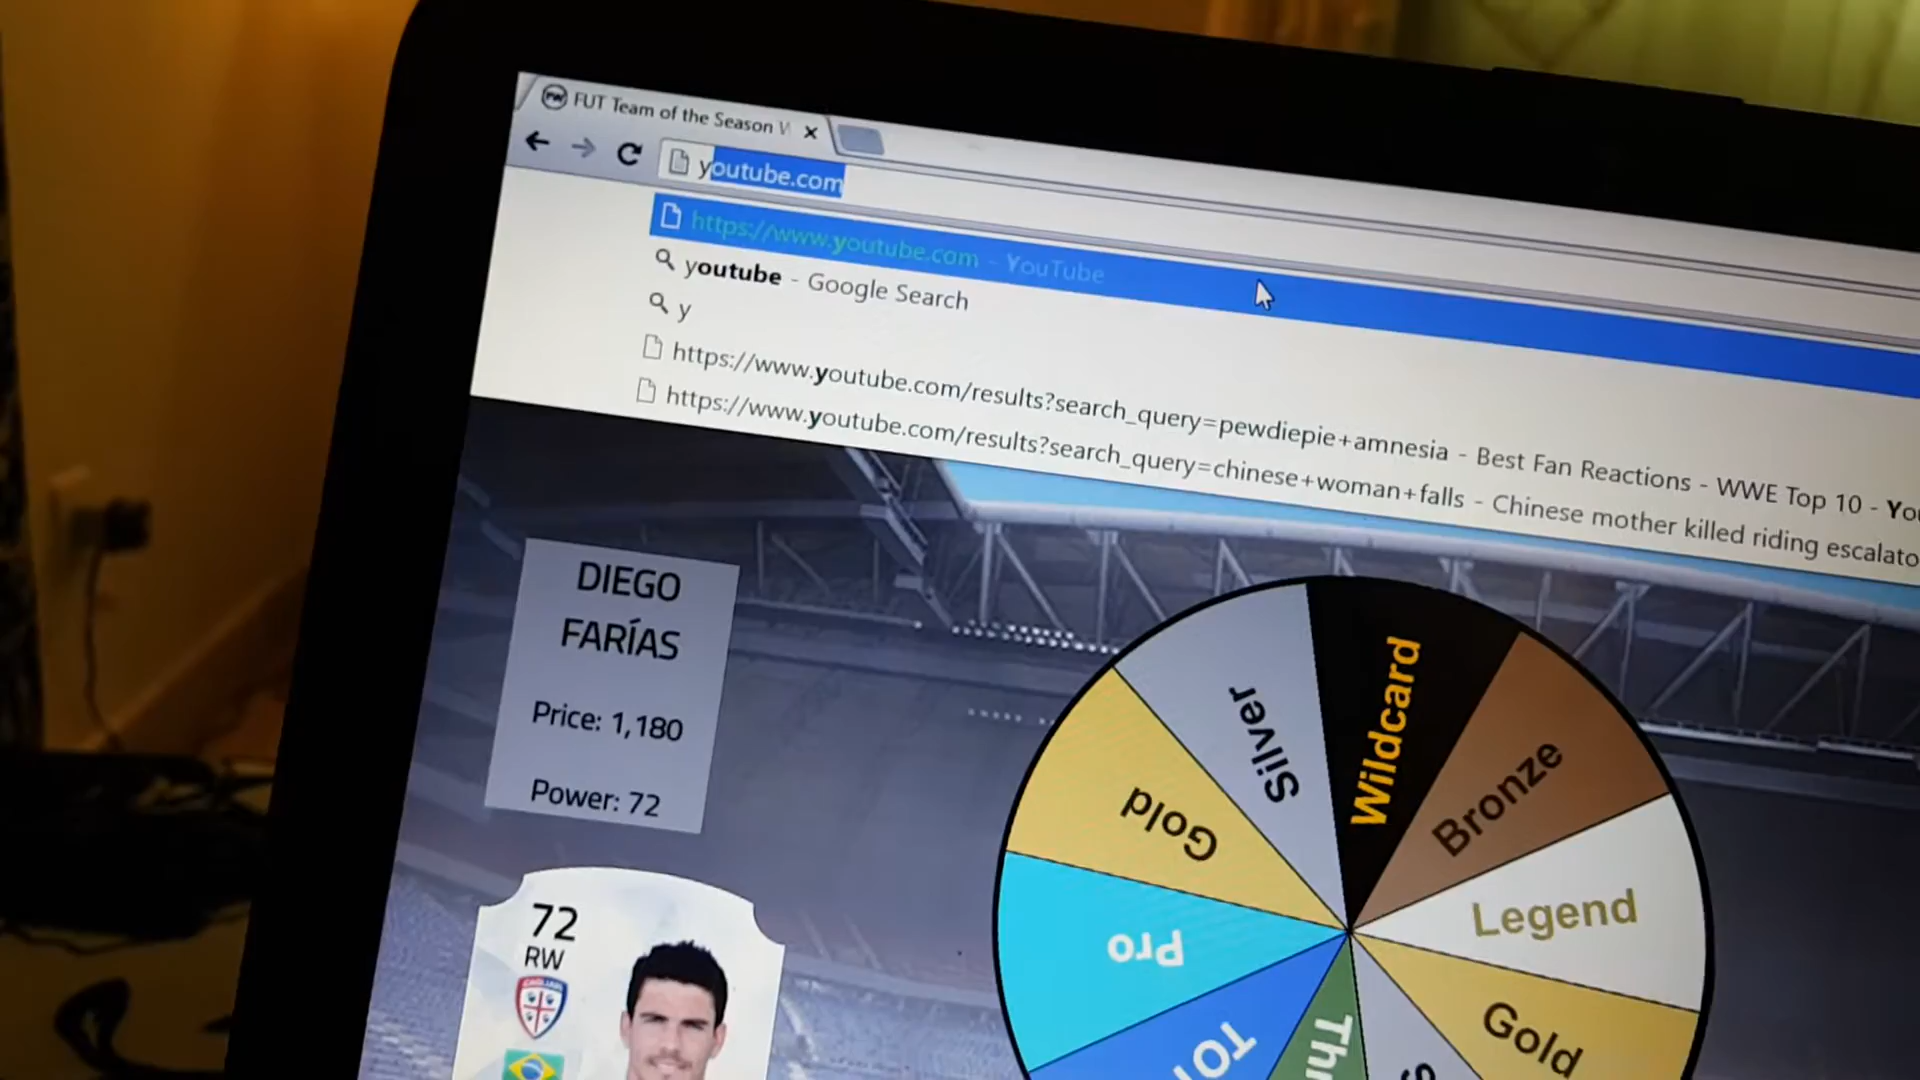 FUT Team of the Season
youtube.com
https://www.youtube.com - YouTube
youtube - Google Search
y
https://www.youtube.com/results?search_query=pewdiepie+amnesia - Best Fan Reactions - WWE Top 10 - You
https://www.youtube.com/results?search_query=chinese+woman+falls - Chinese mother killed riding escalato
DIEGO
FARÍAS
Price: 1,180
Power: 72
72
RW
Wildcard
Silver
Bronze
Gold
Legend
Pro
Gold